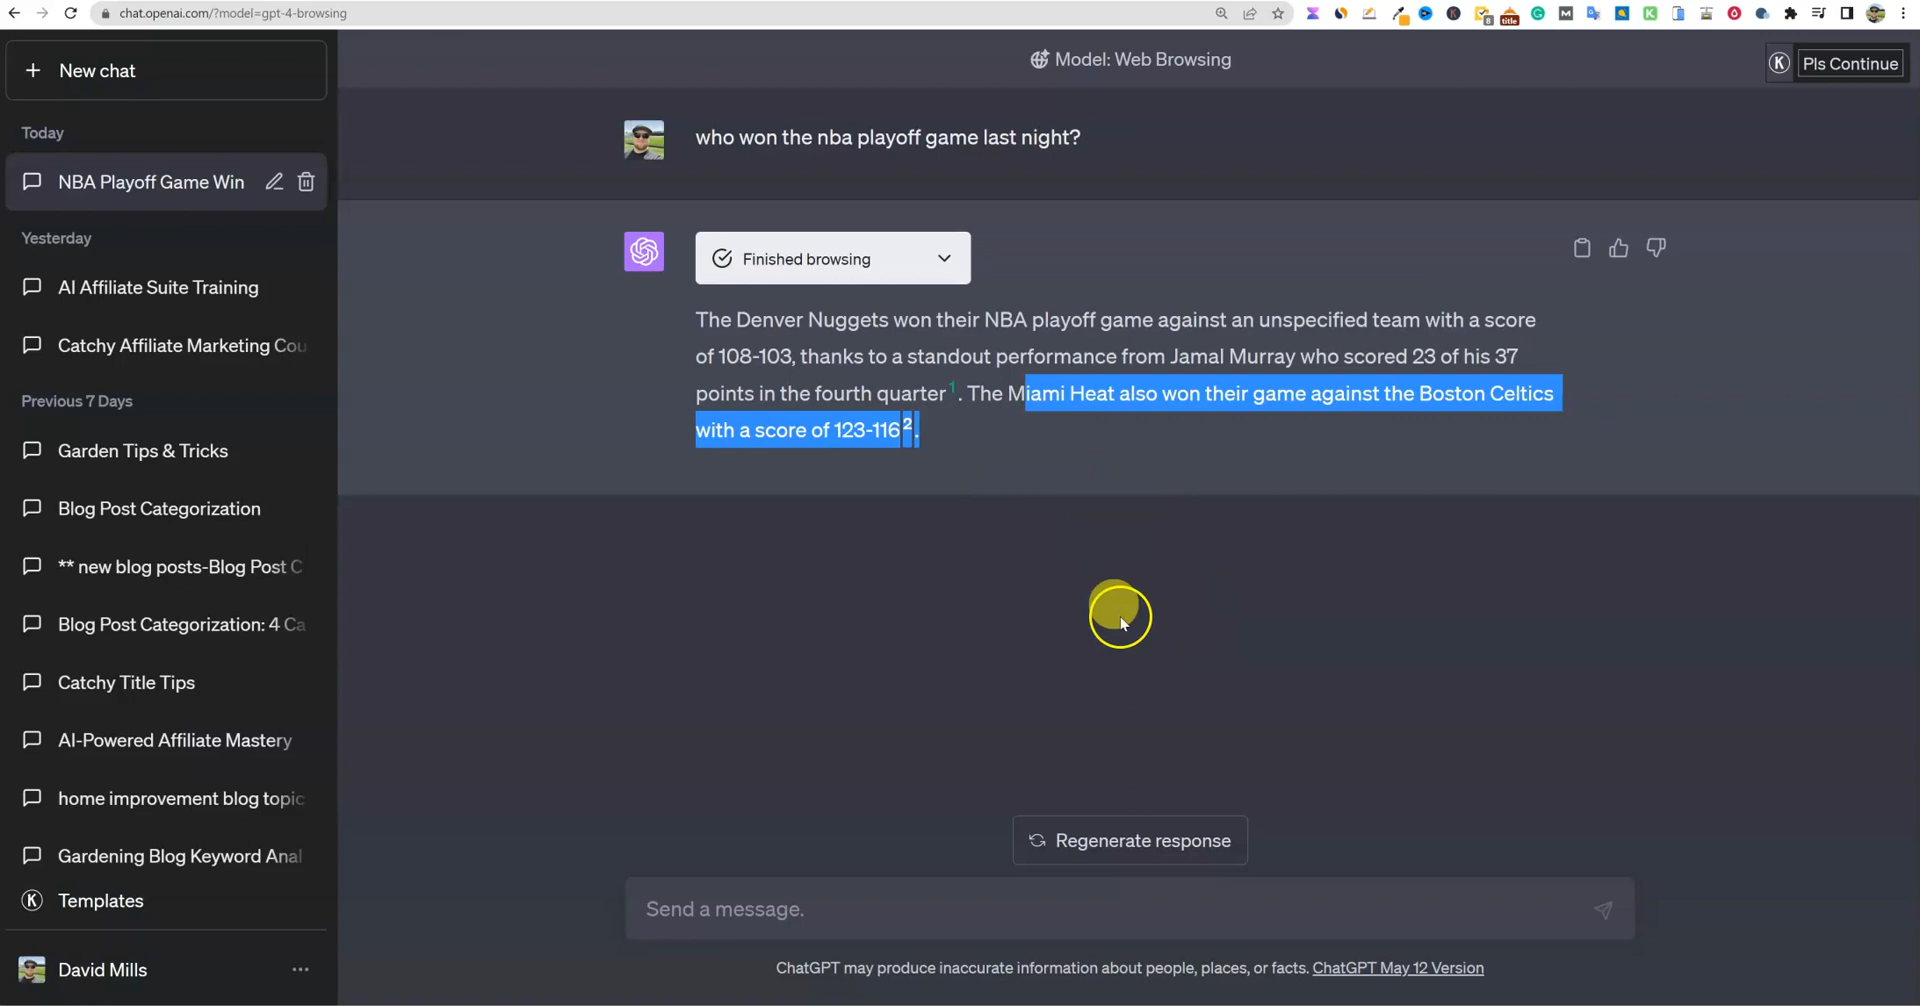 chat.openai.com/?model=gpt-4-browsing
8
title
New chat
Today
NBA Playoff Game Win
Yesterday
AI Affiliate Suite Training
Catchy Affiliate Marketing Cou
Previous 7 Days
Garden Tips & Tricks
Blog Post Categorization
** new blog posts-Blog Post C
Blog Post Categorization: 4 Ca
Catchy Title Tips
AI-Powered Affiliate Mastery
home improvement blog topic
Gardening Blog Keyword Anal
K Templates
David Mills
Model: Web Browsing
K Pls Continue
who won the nba playoff game last night?
Finished browsing
The Denver Nuggets won their NBA playoff game against an unspecified team with a score
of 108-103, thanks to a standout performance from Jamal Murray who scored 23 of his 37
points in the fourth quarter 1. The Miami Heat also won their game against the Boston Celtics
with a score of 123-116 2.
Regenerate response
Send a message.
ChatGPT may produce inaccurate information about people, places, or facts. ChatGPT May 12 Version